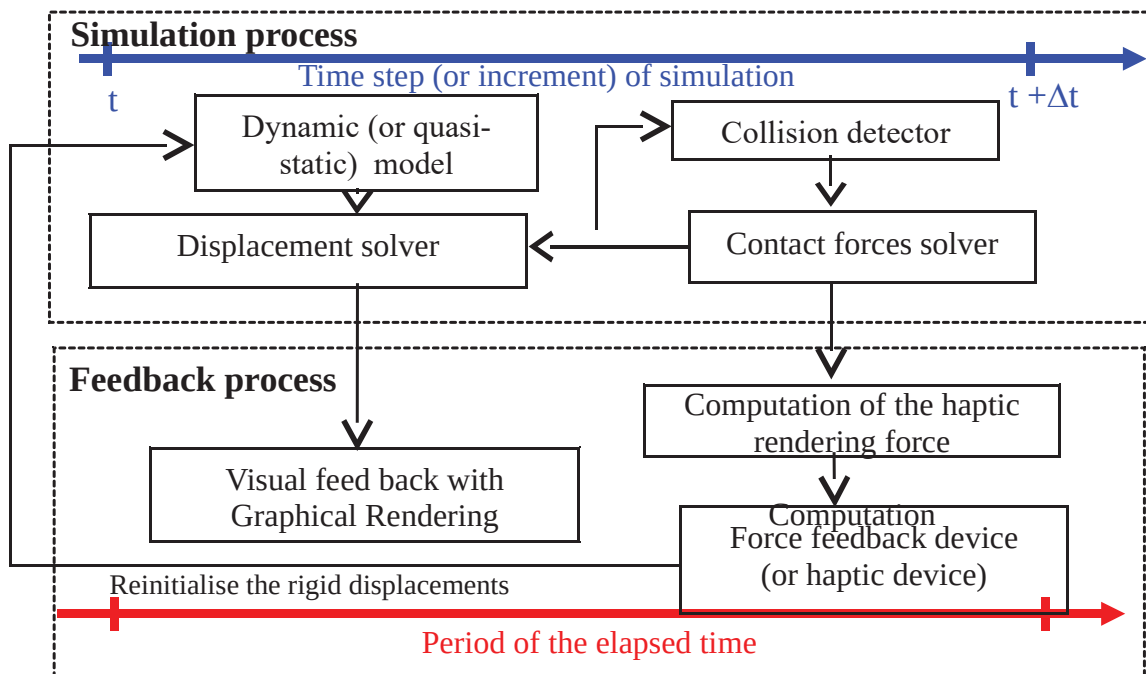 Simulation process
Time step (or increment) of simulation
t
t +Δt
Dynamic (or quasi-
static) model
Collision detector
Displacement solver
Contact forces solver
Feedback process
Computation of the haptic
rendering force
Visual feed back with
Graphical Rendering
Computation
Force feedback device
(or haptic device)
Reinitialise the rigid displacements
Period of the elapsed time